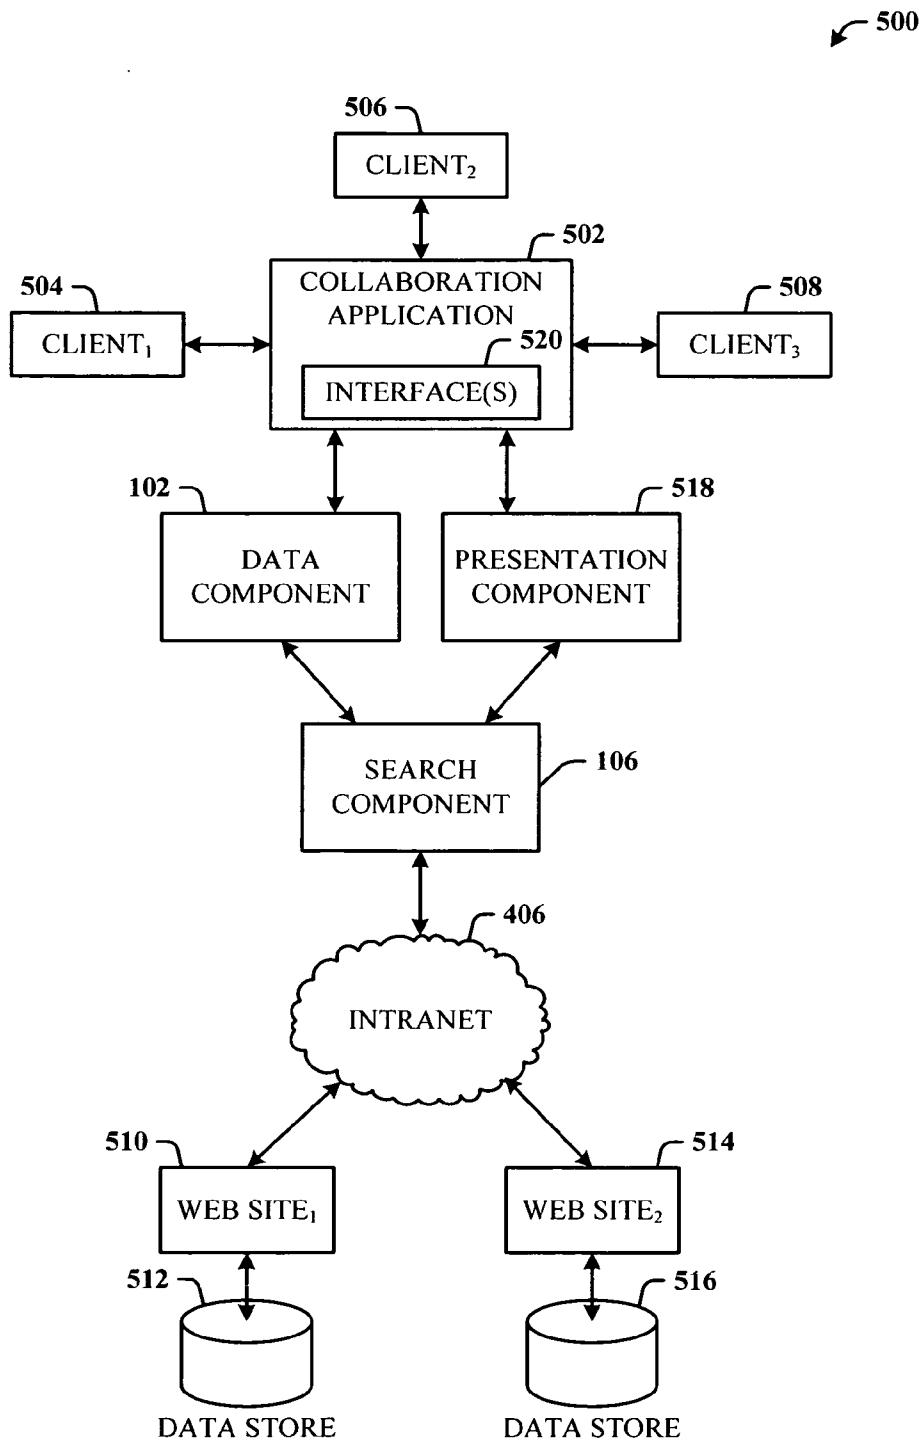 500
506
CLIENT₂
502
COLLABORATION
APPLICATION
504
CLIENT₁
508
CLIENT₃
520
INTERFACE(S)
102
DATA
COMPONENT
518
PRESENTATION
COMPONENT
SEARCH
COMPONENT
106
406
INTRANET
510
WEB SITE₁
514
WEB SITE₂
512
DATA STORE
516
DATA STORE